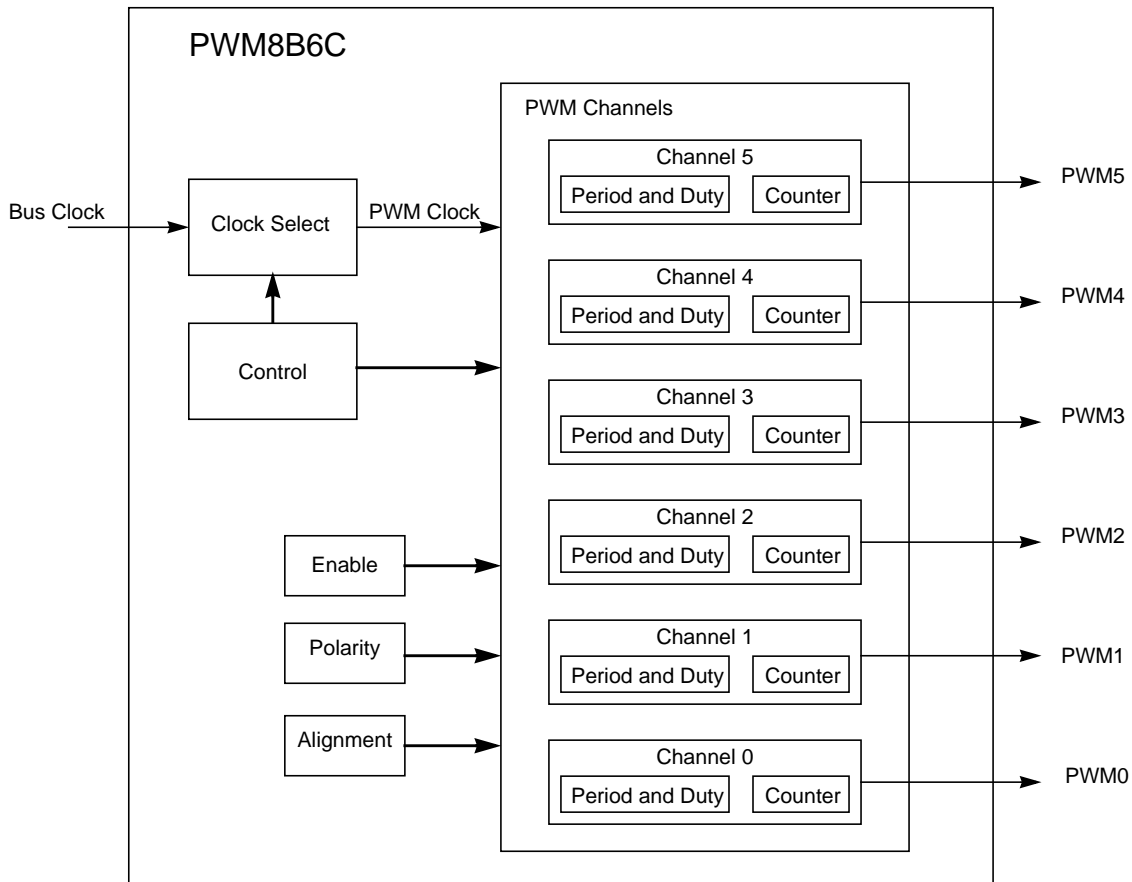 PWM8B6C
PWM Channels
Channel 5
Period and Duty
Counter
PWM5
Bus Clock
Clock Select
PWM Clock
Channel 4
Period and Duty
Counter
PWM4
Control
Channel 3
Period and Duty
Counter
PWM3
Channel 2
Period and Duty
Counter
PWM2
Enable
Channel 1
Period and Duty
Counter
PWM1
Polarity
Alignment
Channel 0
Period and Duty
Counter
PWM0